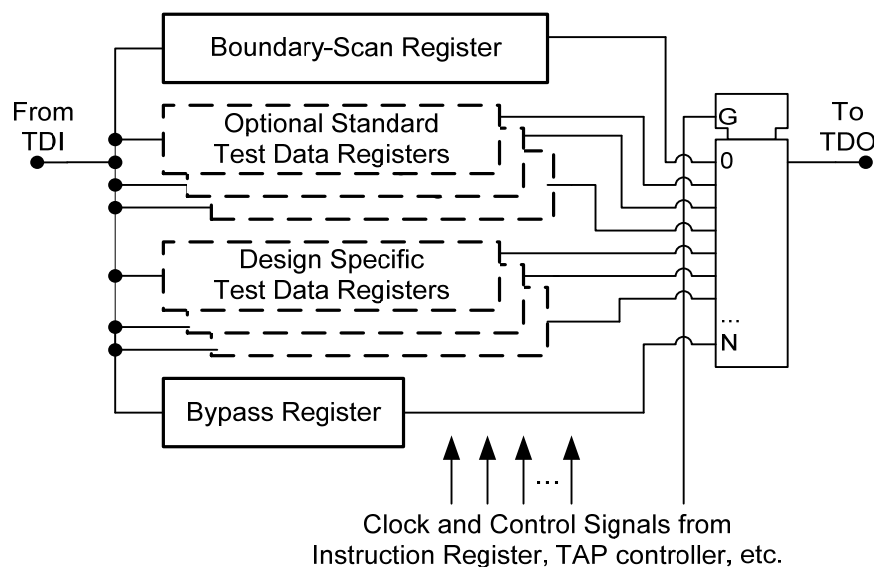 Boundary-Scan Register
From
TDI
Optional Standard
Test Data Registers
G
To
TDO
0
Design Specific
Test Data Registers
...
N
Bypass Register
...
Clock and Control Signals from
Instruction Register, TAP controller, etc.